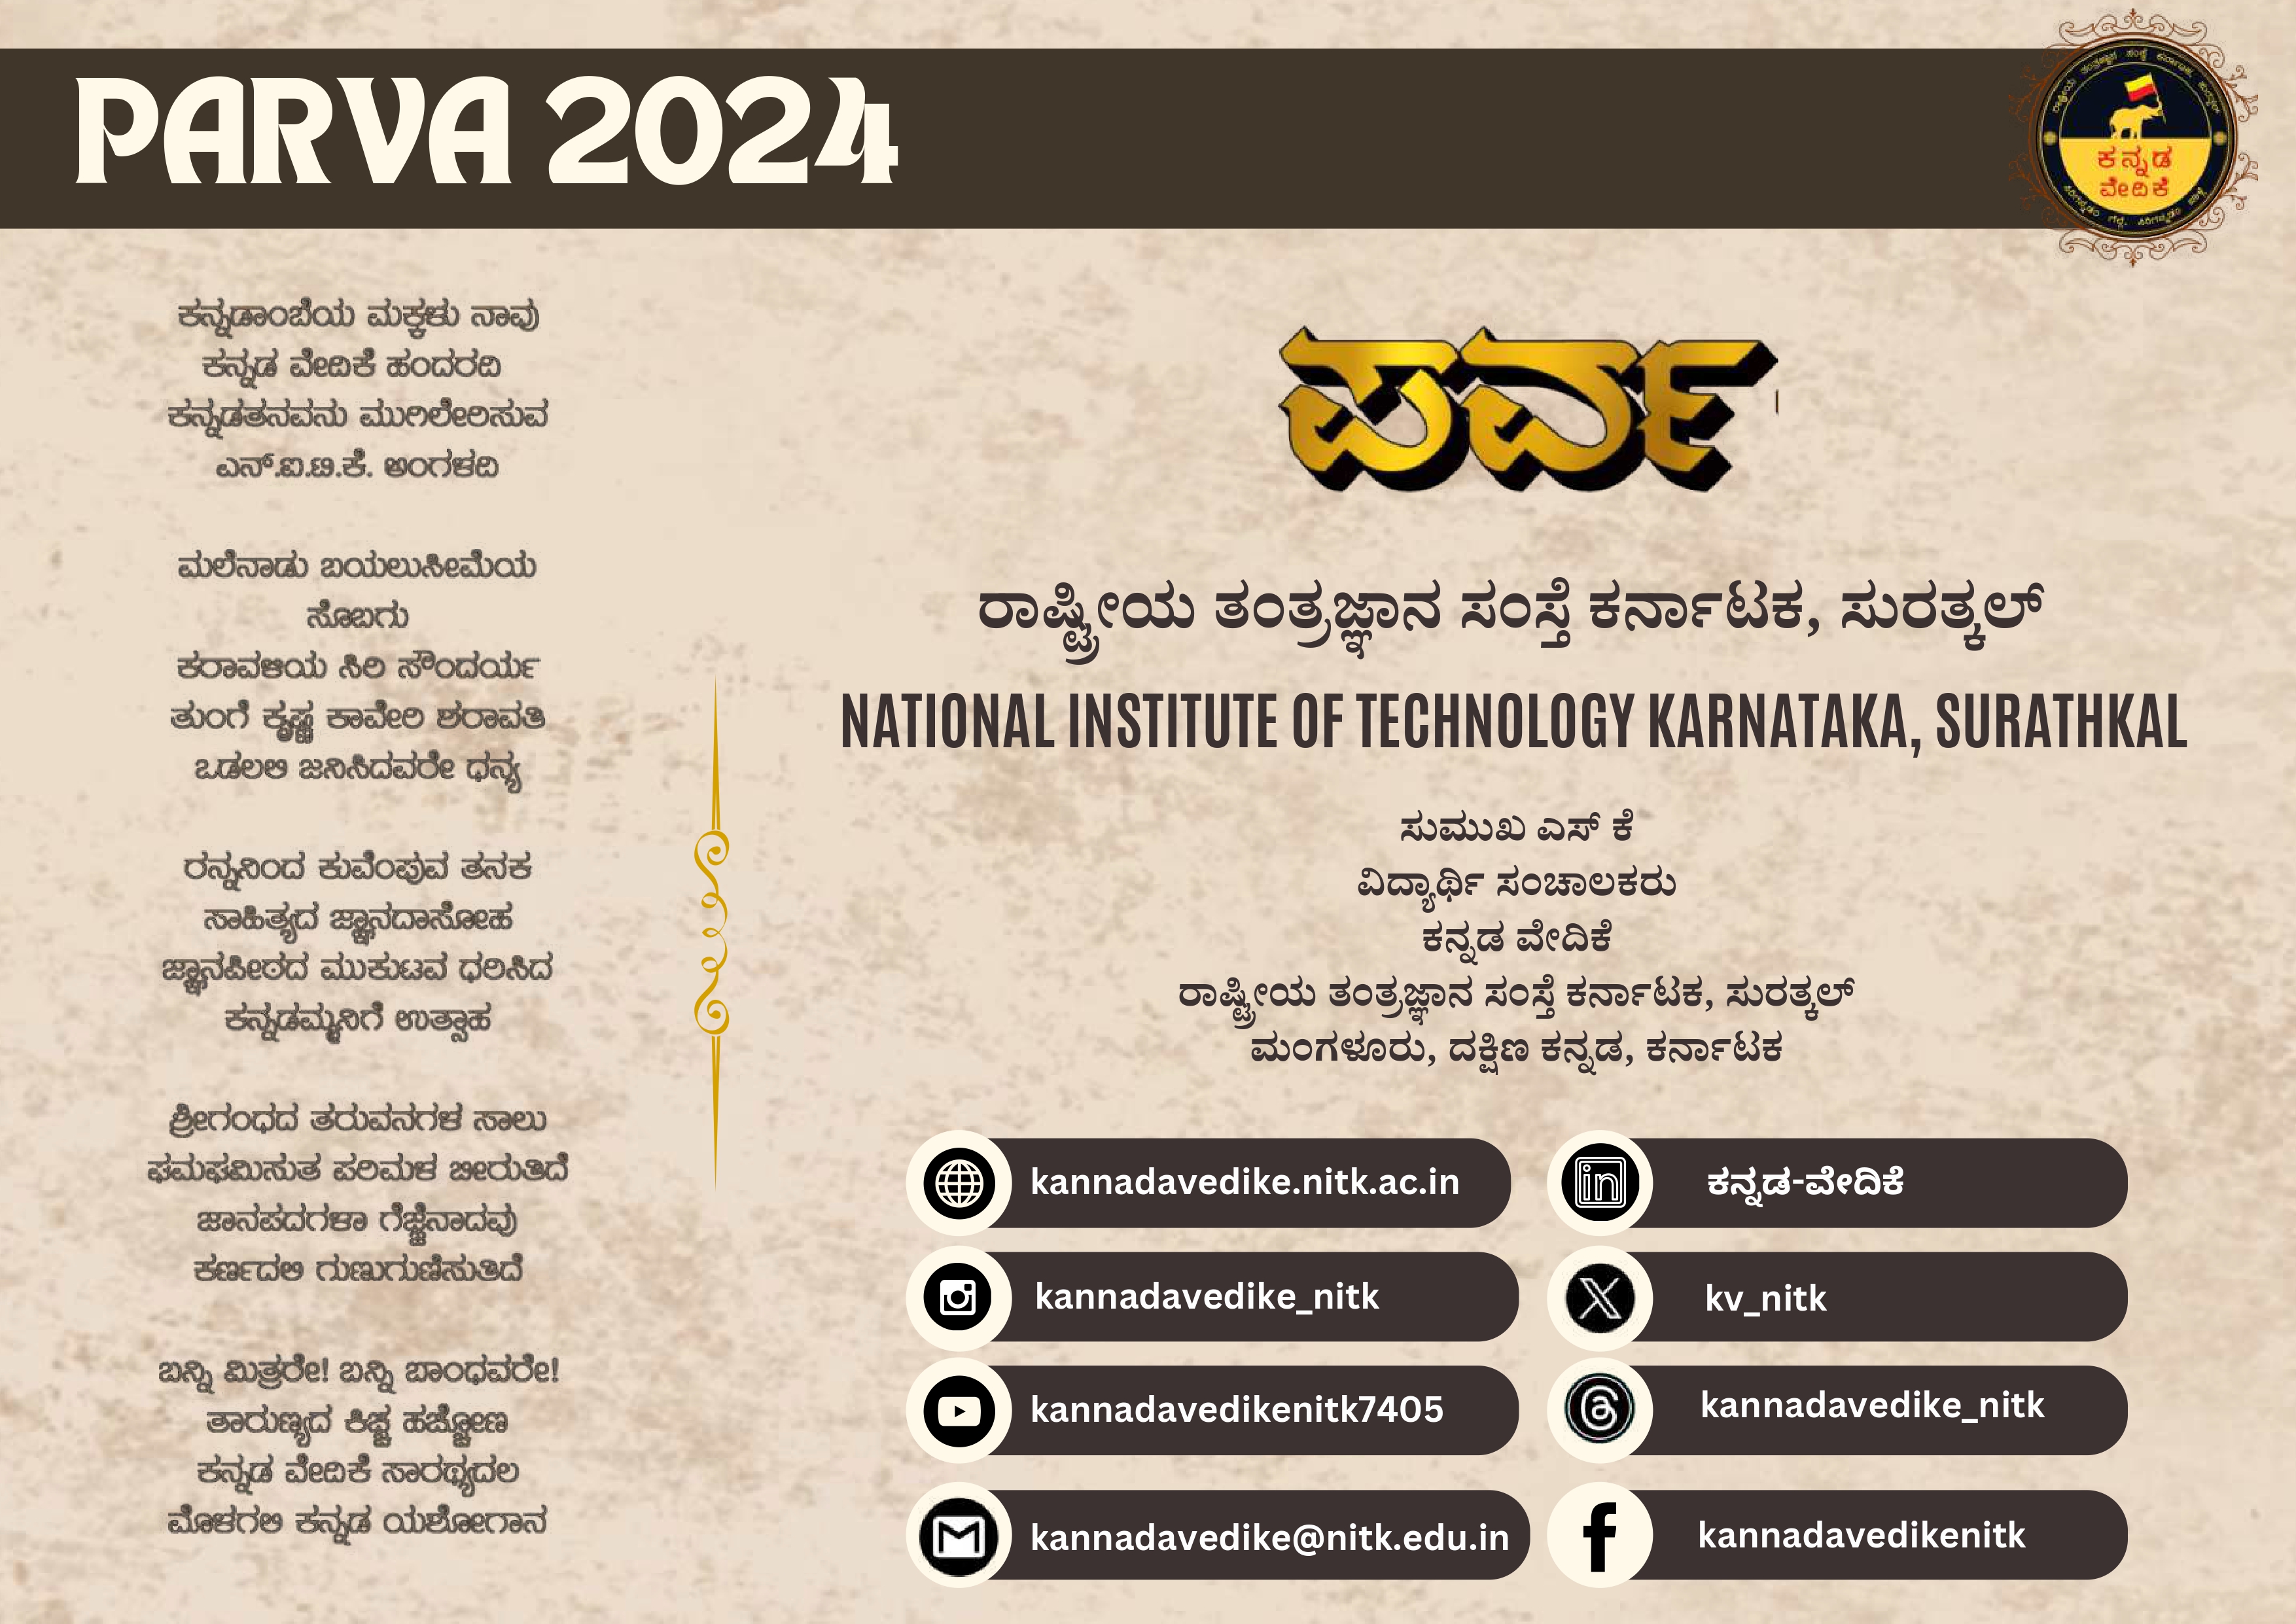 PARVA 2024
ಕನ್ನಡ
ವೇದಿಕೆ
ಕನ್ನಡಾಂಬೆಯ ಮಕ್ಕಳು ನಾವು
ಕನ್ನಡ ವೇದಿಕೆ ಹಂದರದಿ
ಕನ್ನಡತನವನು ಮುಗಿಲೇರಿಸುವ
ಎನ್.ಐ.ಟಿ.ಕೆ. ಅಂಗಳದಿ
ಮಲೆನಾಡು ಬಯಲುಸೀಮೆಯ
ಸೊಬಗು
ಕರಾವಳಿಯ ಸಿರಿ ಸೌಂದರ್ಯ
ತುಂಗೆ ಕೃಷ್ಣ ಕಾವೇರಿ ಶರಾವತಿ
ಒಡಲಲಿ ಜನಿಸಿದವರೇ ಧನ್ಯ
ರನ್ನನಿಂದ ಕುವೆಂಪುವ ತನಕ
ಸಾಹಿತ್ಯದ ಜ್ಞಾನದಾಸೋಹ
ಜ್ಞಾನಪೀಠದ ಮುಕುಟವ ಧರಿಸಿದ
ಕನ್ನಡಮ್ಮನಿಗೆ ಉತ್ಸಾಹ
ಶ್ರೀಗಂಧದ ತರುವನಗಳ ಸಾಲು
ಘಮಘಮಿಸುತ ಪರಿಮಳ ಬೀರುತಿದೆ
ಜಾನಪದಗಳಾ ಗೆಜ್ಜೆನಾದವು
ಕರ್ಣದಲಿ ಗುಣುಗುಣಿಸುತಿದೆ
ಬನ್ನಿ ಮಿತ್ರರೇ! ಬನ್ನಿ ಬಾಂಧವರೇ!
ತಾರುಣ್ಯದ ಕಿಚ್ಚ ಹಚ್ಚೋಣ
ಕನ್ನಡ ವೇದಿಕೆ ಸಾರಥ್ಯದಲ
ಮೊಳಗಲಿ ಕನ್ನಡ ಯಶೋಗಾನ
ಪರ್ವ
ರಾಷ್ಟ್ರೀಯ ತಂತ್ರಜ್ಞಾನ ಸಂಸ್ತೆ ಕರ್ನಾಟಕ, ಸುರತ್ಕಲ್
NATIONAL INSTITUTE OF TECHNOLOGY KARNATAKA, SURATHKAL
ಸುಮುಖ ಎಸ್ ಕೆ
ವಿದ್ಯಾರ್ಥಿ ಸಂಚಾಲಕರು
ಕನ್ನಡ ವೇದಿಕೆ
ರಾಷ್ಟ್ರೀಯ ತಂತ್ರಜ್ಞಾನ ಸಂಸ್ತೆ ಕರ್ನಾಟಕ, ಸುರತ್ಕಲ್
ಮಂಗಳೂರು, ದಕ್ಷಿಣ ಕನ್ನಡ, ಕರ್ನಾಟಕ
kannadavedike.nitk.ac.in
ಕನ್ನಡ-ವೇದಿಕೆ
kannadavedike_nitk
kv_nitk
kannadavedikenitk7405
kannadavedike_nitk
kannadavedike@nitk.edu.in
kannadavedikenitk